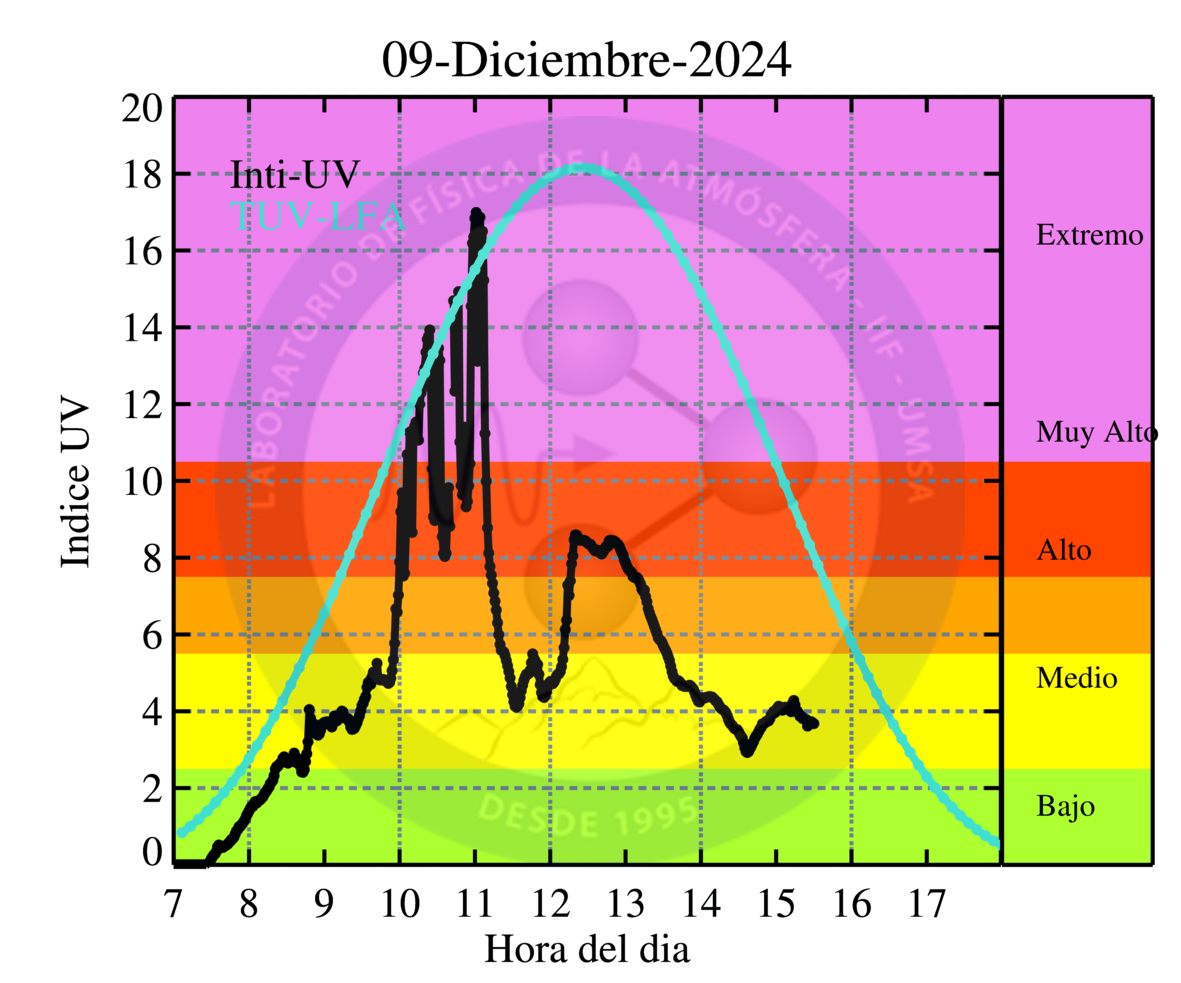 09-Diciembre-2024
20
18
16
14
12
10
8
6
4
2
0
Indice UV
Inti-UV
TUV-LFA
LABORATORIO DE FÍSICA DE LA ATMÓSFERA - IIF - UMSA
DESDE 1995
Extremo
Muy Alto
Alto
Medio
Bajo
7 8 9 10 11 12 13 14 15 16 17
Hora del dia